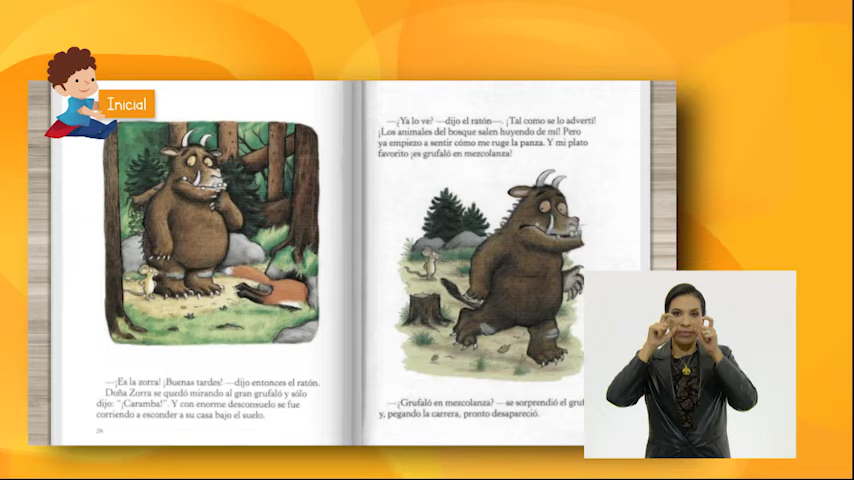 Inicial
—¡Es la zorra! ¡Buenas tardes! —dijo entonces el ratón.
Doña Zorra se quedó mirando al gran grufaló y sólo
dijo: "¡Caramba!". Y con enorme desconsuelo se fue
corriendo a esconder a su casa bajo el suelo.
28
—¿Ya lo ve? —dijo el ratón—. ¡Tal como se lo advertí!
¡Los animales del bosque salen huyendo de mí! Pero
ya empiezo a sentir cómo me ruge la panza. Y mi plato
favorito ¡es grufaló en mezcolanza!
—¿Grufaló en mezcolanza? —se sorprendió el
y, pegando la carrera, pronto desapareció.